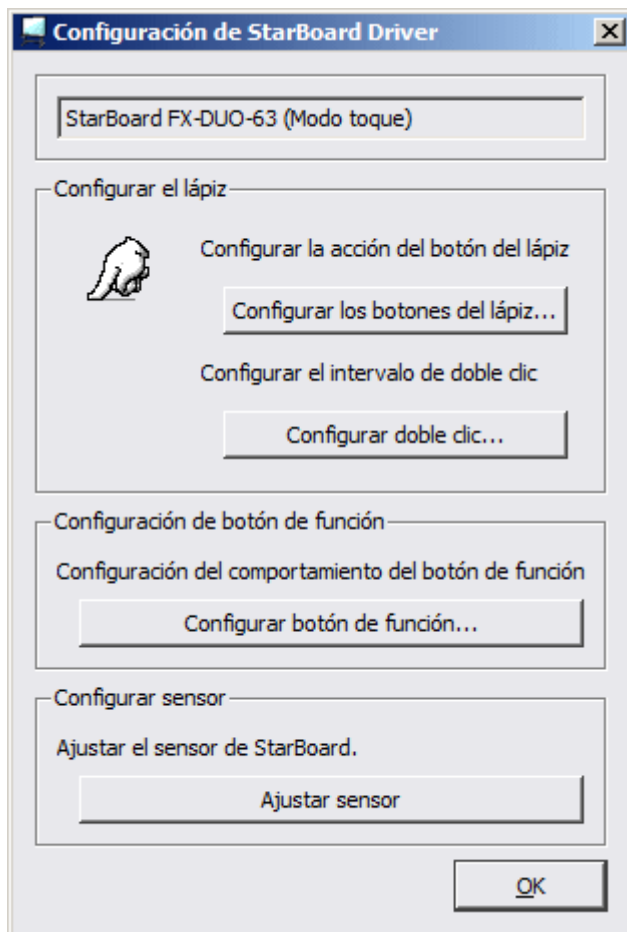 Configuración de StarBoard Driver
StarBoard FX-DUO-63 (Modo toque)
Configurar el lápiz
Configurar la acción del botón del lápiz
Configurar los botones del lápiz...
Configurar el intervalo de doble clic
Configurar doble clic...
Configuración de botón de función
Configuración del comportamiento del botón de función
Configurar botón de función...
Configurar sensor
Ajustar el sensor de StarBoard.
Ajustar sensor
OK